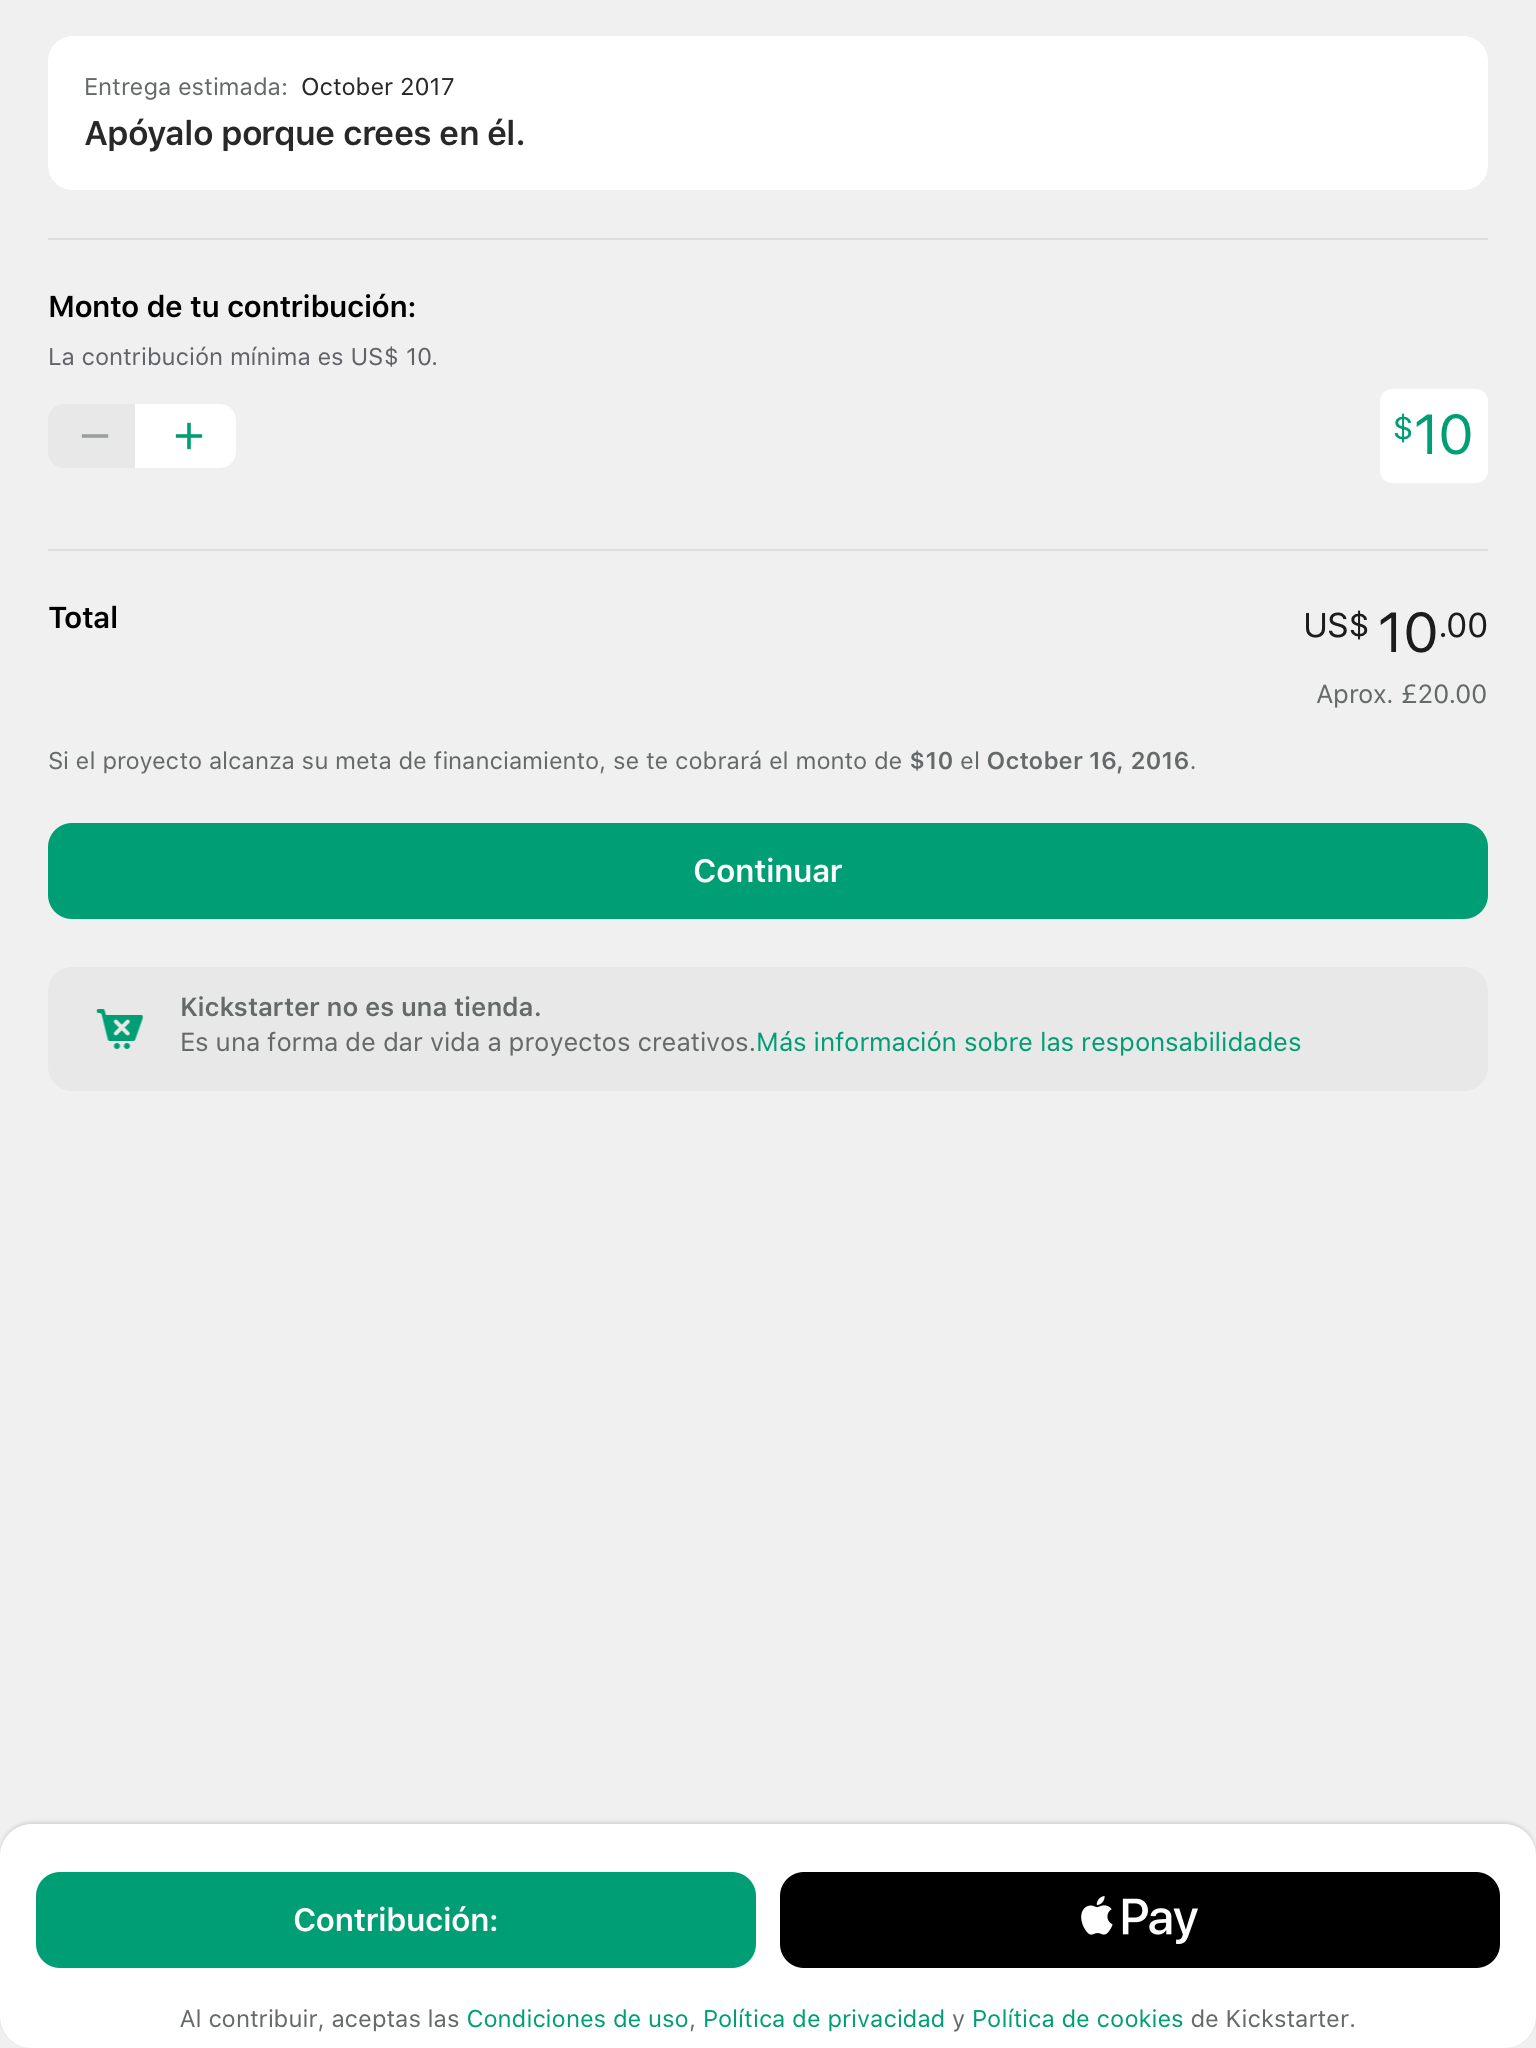 Entrega estimada: October 2017
Apóyalo porque crees en él.
Monto de tu contribución:
La contribución mínima es US$ 10.
$10
Total
US$ 10.00
Aprox. £20.00
Si el proyecto alcanza su meta de financiamiento, se te cobrará el monto de $10 el October 16, 2016.
Continuar
Kickstarter no es una tienda.
Es una forma de dar vida a proyectos creativos.Más información sobre las responsabilidades
Contribución:
Pay
Al contribuir, aceptas las Condiciones de uso, Política de privacidad y Política de cookies de Kickstarter.